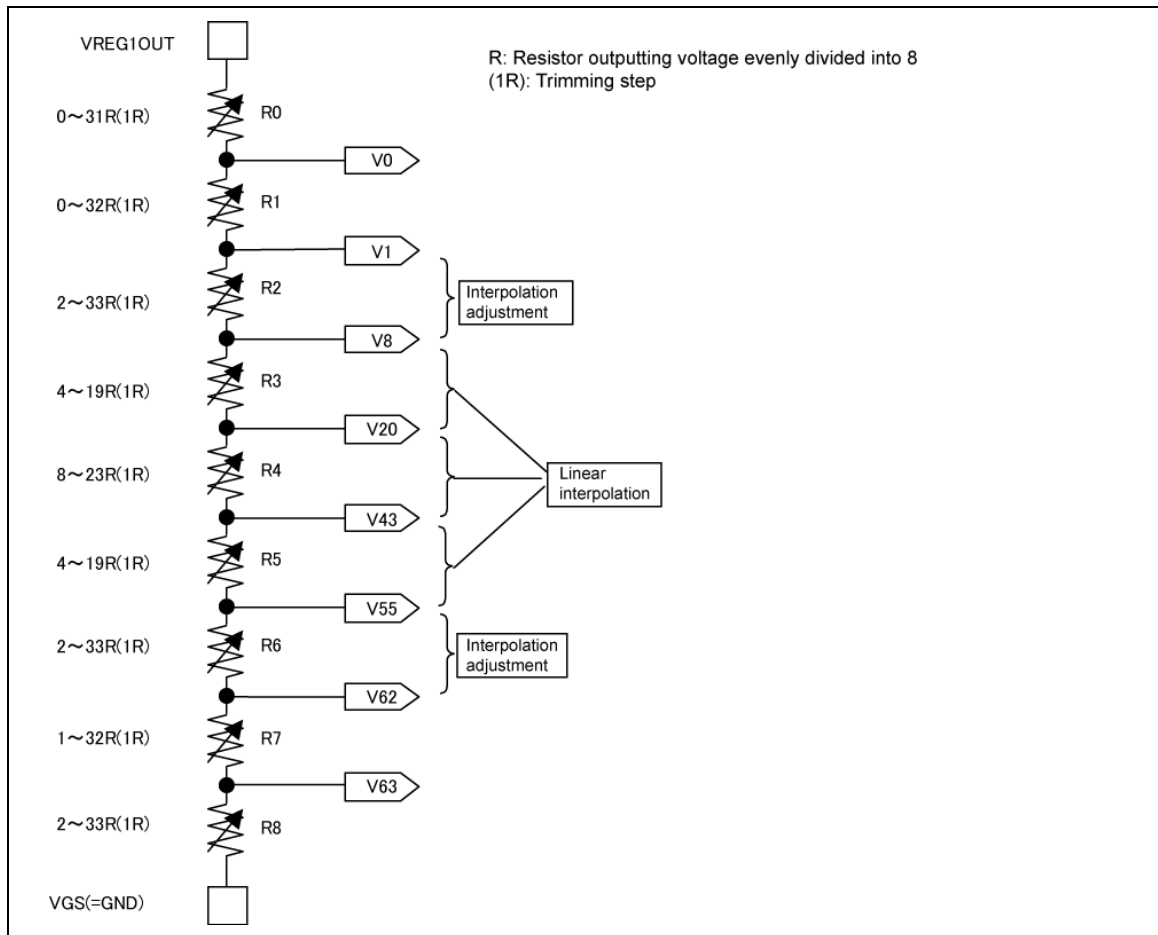 VREG1OUT
R: Resistor outputting voltage evenly divided into 8
(1R): Trimming step
0～31R(1R)
R0
V0
0～32R(1R)
R1
V1
2～33R(1R)
R2
Interpolation
adjustment
V8
4～19R(1R)
R3
V20
8～23R(1R)
R4
Linear
interpolation
V43
4～19R(1R)
R5
V55
2～33R(1R)
R6
Interpolation
adjustment
V62
1～32R(1R)
R7
V63
2～33R(1R)
R8
VGS(=GND)